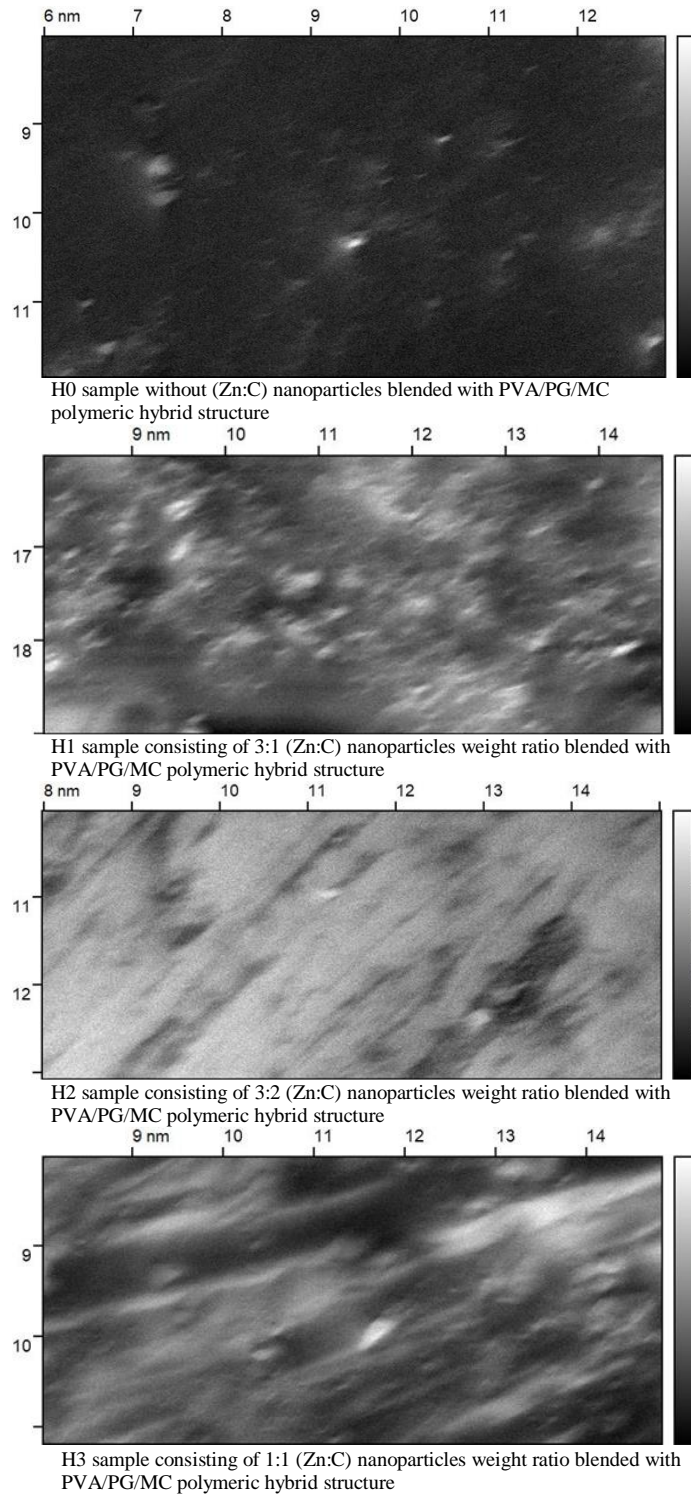 6 nm 7 8 9 10 11 12
9
10
11
H0 sample without (Zn:C) nanoparticles blended with PVA/PG/MC
polymeric hybrid structure
9 nm 10 11 12 13 14
17
18
H1 sample consisting of 3:1 (Zn:C) nanoparticles weight ratio blended with
PVA/PG/MC polymeric hybrid structure
8 nm 9 10 11 12 13 14
11
12
H2 sample consisting of 3:2 (Zn:C) nanoparticles weight ratio blended with
PVA/PG/MC polymeric hybrid structure
9 nm 10 11 12 13 14
9
10
H3 sample consisting of 1:1 (Zn:C) nanoparticles weight ratio blended with
PVA/PG/MC polymeric hybrid structure